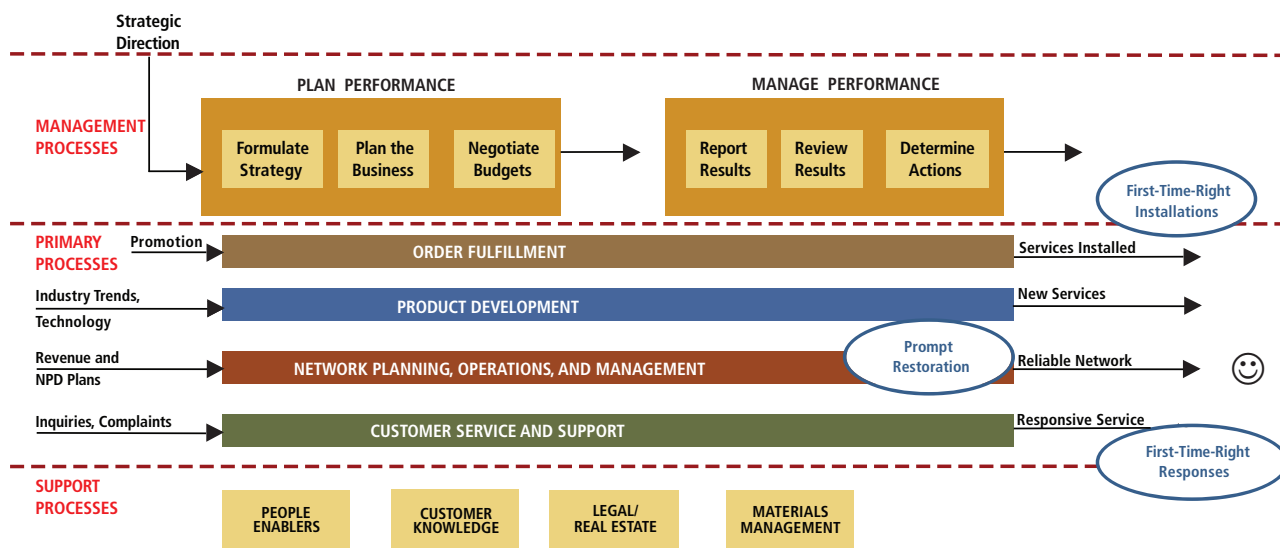 Strategic
Direction
PLAN PERFORMANCE
MANAGE PERFORMANCE
MANAGEMENT
PROCESSES
Formulate
Strategy
Plan the
Business
Negotiate
Budgets
Report
Results
Review
Results
Determine
Actions
First-Time-Right
Installations
PRIMARY
PROCESSES
Promotion
ORDER FULFILLMENT
Services Installed
Industry Trends,
Technology
PRODUCT DEVELOPMENT
New Services
Revenue and
NPD Plans
NETWORK PLANNING, OPERATIONS, AND MANAGEMENT
Prompt
Restoration
Reliable Network
Inquiries, Complaints
CUSTOMER SERVICE AND SUPPORT
Responsive Service
First-Time-Right
Responses
SUPPORT
PROCESSES
PEOPLE
ENABLERS
CUSTOMER
KNOWLEDGE
LEGAL/
REAL ESTATE
MATERIALS
MANAGEMENT